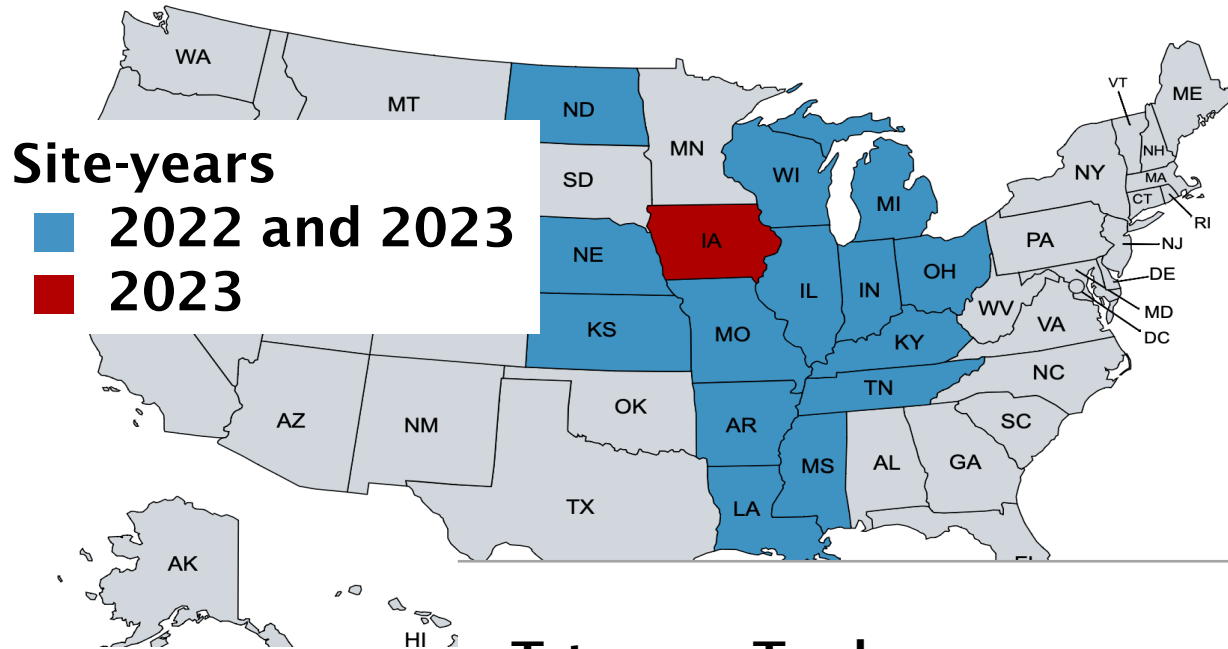 Site-years
2022 and 2023
2023
WA
MT
ND
MN
SD
WI
MI
NE
IA
IL
IN
OH
KS
MO
KY
TN
WV
VA
NC
SC
PA
NY
VT
ME
NH
MA
CT
RI
NJ
DE
MD
DC
AZ
NM
OK
AR
MS
AL
GA
TX
LA
AK
HI